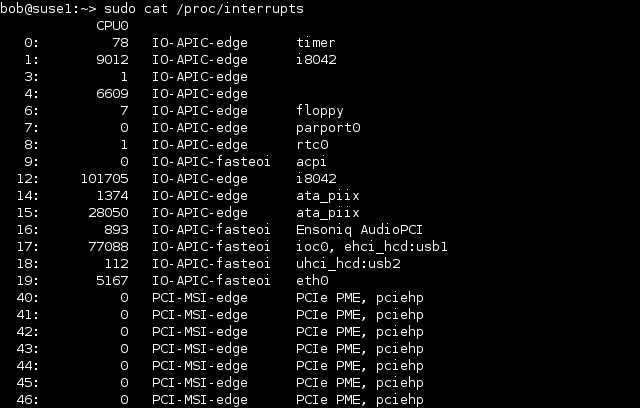 bob@suse1:~> sudo cat /proc/interrupts
           CPU0
  0:         78   IO-APIC-edge      timer
  1:       9012   IO-APIC-edge      i8042
  3:          1   IO-APIC-edge
  4:       6609   IO-APIC-edge
  6:          7   IO-APIC-edge      floppy
  7:          0   IO-APIC-edge      parport0
  8:          1   IO-APIC-edge      rtc0
  9:          0   IO-APIC-fasteoi   acpi
 12:     101705   IO-APIC-edge      i8042
 14:       1374   IO-APIC-edge      ata_piix
 15:      28050   IO-APIC-edge      ata_piix
 16:        893   IO-APIC-fasteoi   Ensoniq AudioPCI
 17:      77088   IO-APIC-fasteoi   ioc0, ehci_hcd:usb1
 18:        112   IO-APIC-fasteoi   uhci_hcd:usb2
 19:       5167   IO-APIC-fasteoi   eth0
 40:          0   PCI-MSI-edge      PCIe PME, pciehp
 41:          0   PCI-MSI-edge      PCIe PME, pciehp
 42:          0   PCI-MSI-edge      PCIe PME, pciehp
 43:          0   PCI-MSI-edge      PCIe PME, pciehp
 44:          0   PCI-MSI-edge      PCIe PME, pciehp
 45:          0   PCI-MSI-edge      PCIe PME, pciehp
 46:          0   PCI-MSI-edge      PCIe PME, pciehp